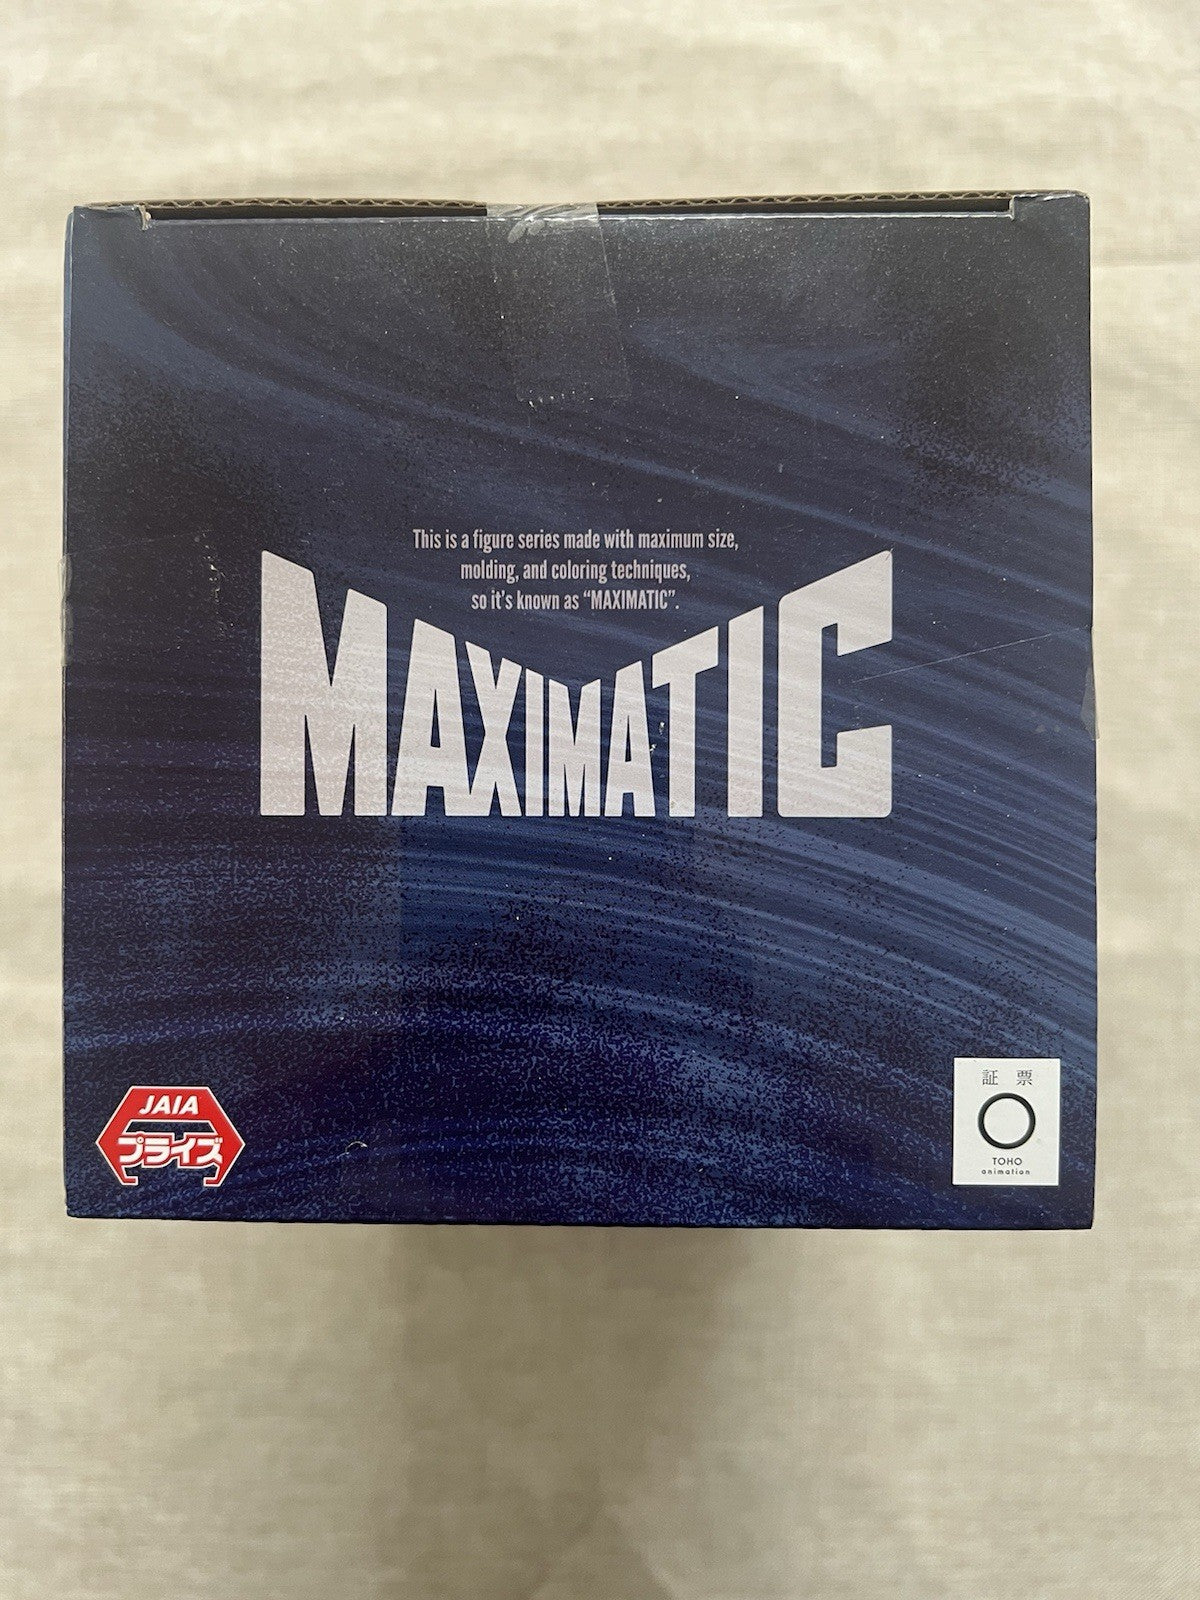 This is a figure series made with maximum size,
molding, and coloring techniques,
so it's known as “MAXIMATIC”.
MAXIMATIC
JAIA
プライズ
証 票
TOHO
animation